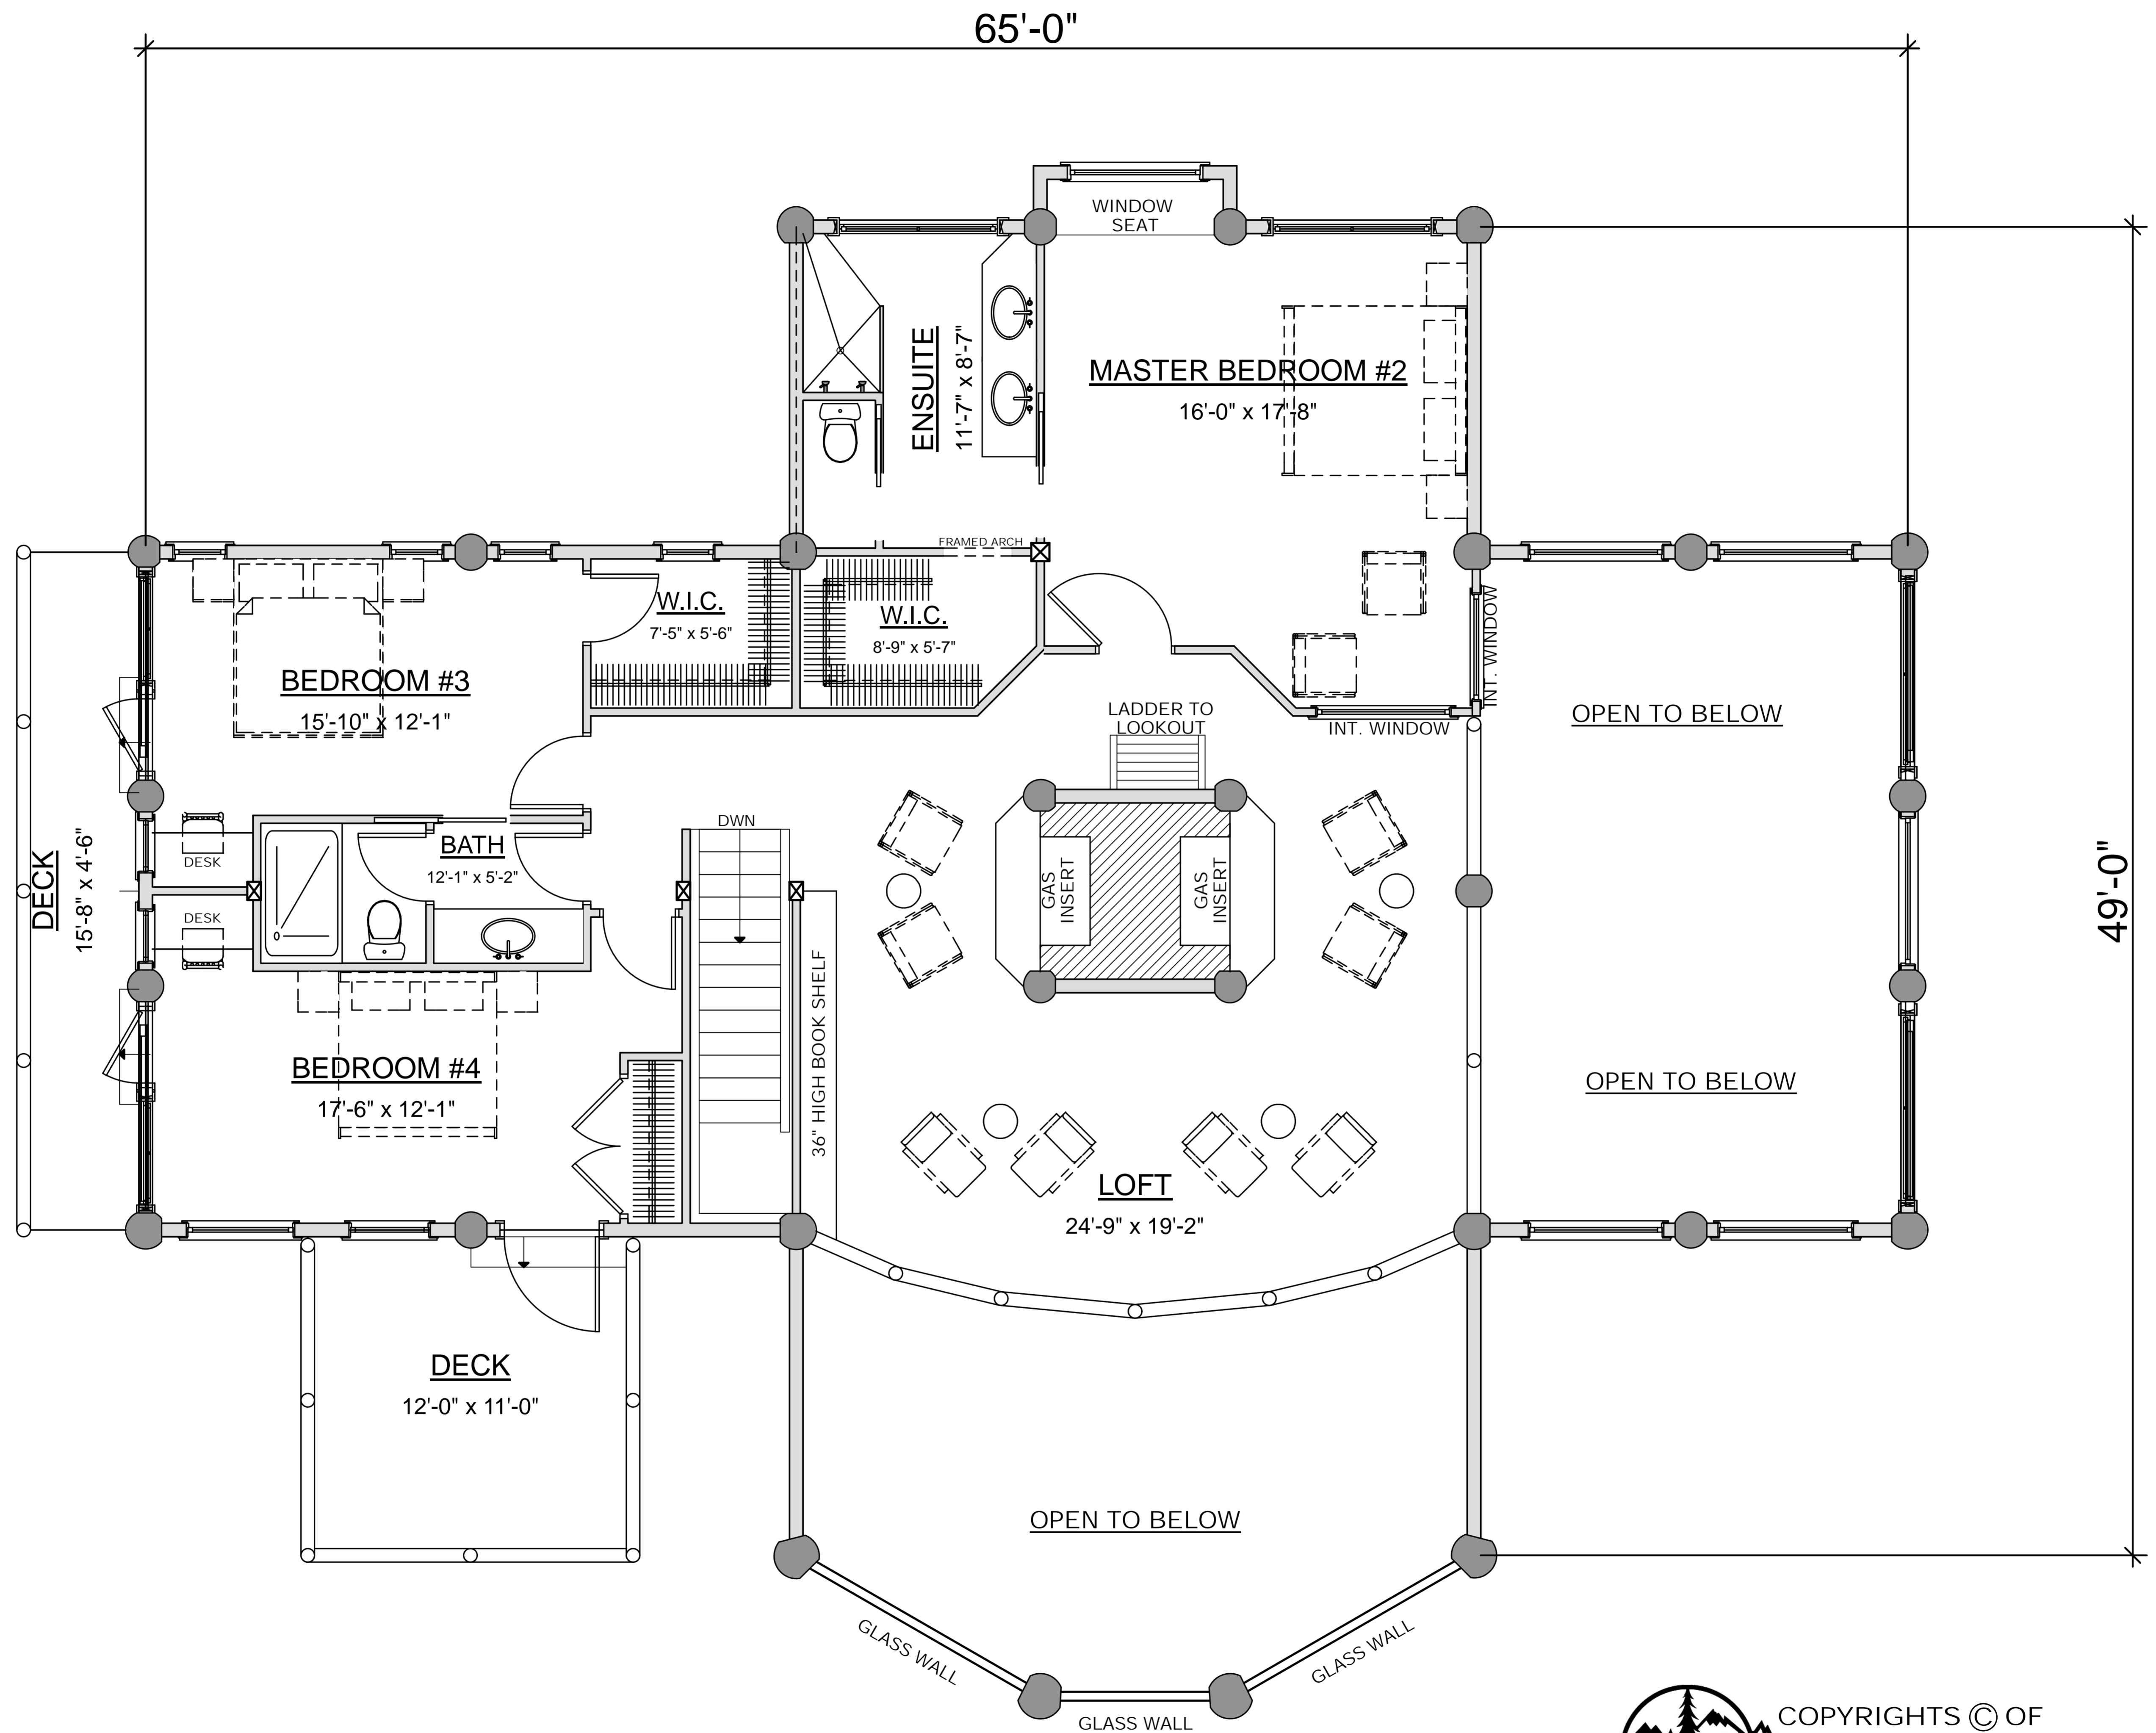 65'-0"
WINDOW
SEAT
ENSUITE
11'-7" x 8'-7"
MASTER BEDROOM #2
16'-0" x 17'-8"
FRAMED ARCH
W.I.C.
7'-5" x 5'-6"
W.I.C.
8'-9" x 5'-7"
INT. WINDOW
BEDROOM #3
15'-10" x 12'-1"
LADDER TO
LOOKOUT
INT. WINDOW
OPEN TO BELOW
DWN
BATH
12'-1" x 5'-2"
DESK
DESK
DECK
15'-8" x 4'-6"
GAS
INSERT
GAS
INSERT
49'-0"
36" HIGH BOOK SHELF
BEDROOM #4
17'-6" x 12'-1"
OPEN TO BELOW
LOFT
24'-9" x 19'-2"
DECK
12'-0" x 11'-0"
OPEN TO BELOW
GLASS WALL
GLASS WALL
GLASS WALL
COPYRIGHTS © OF